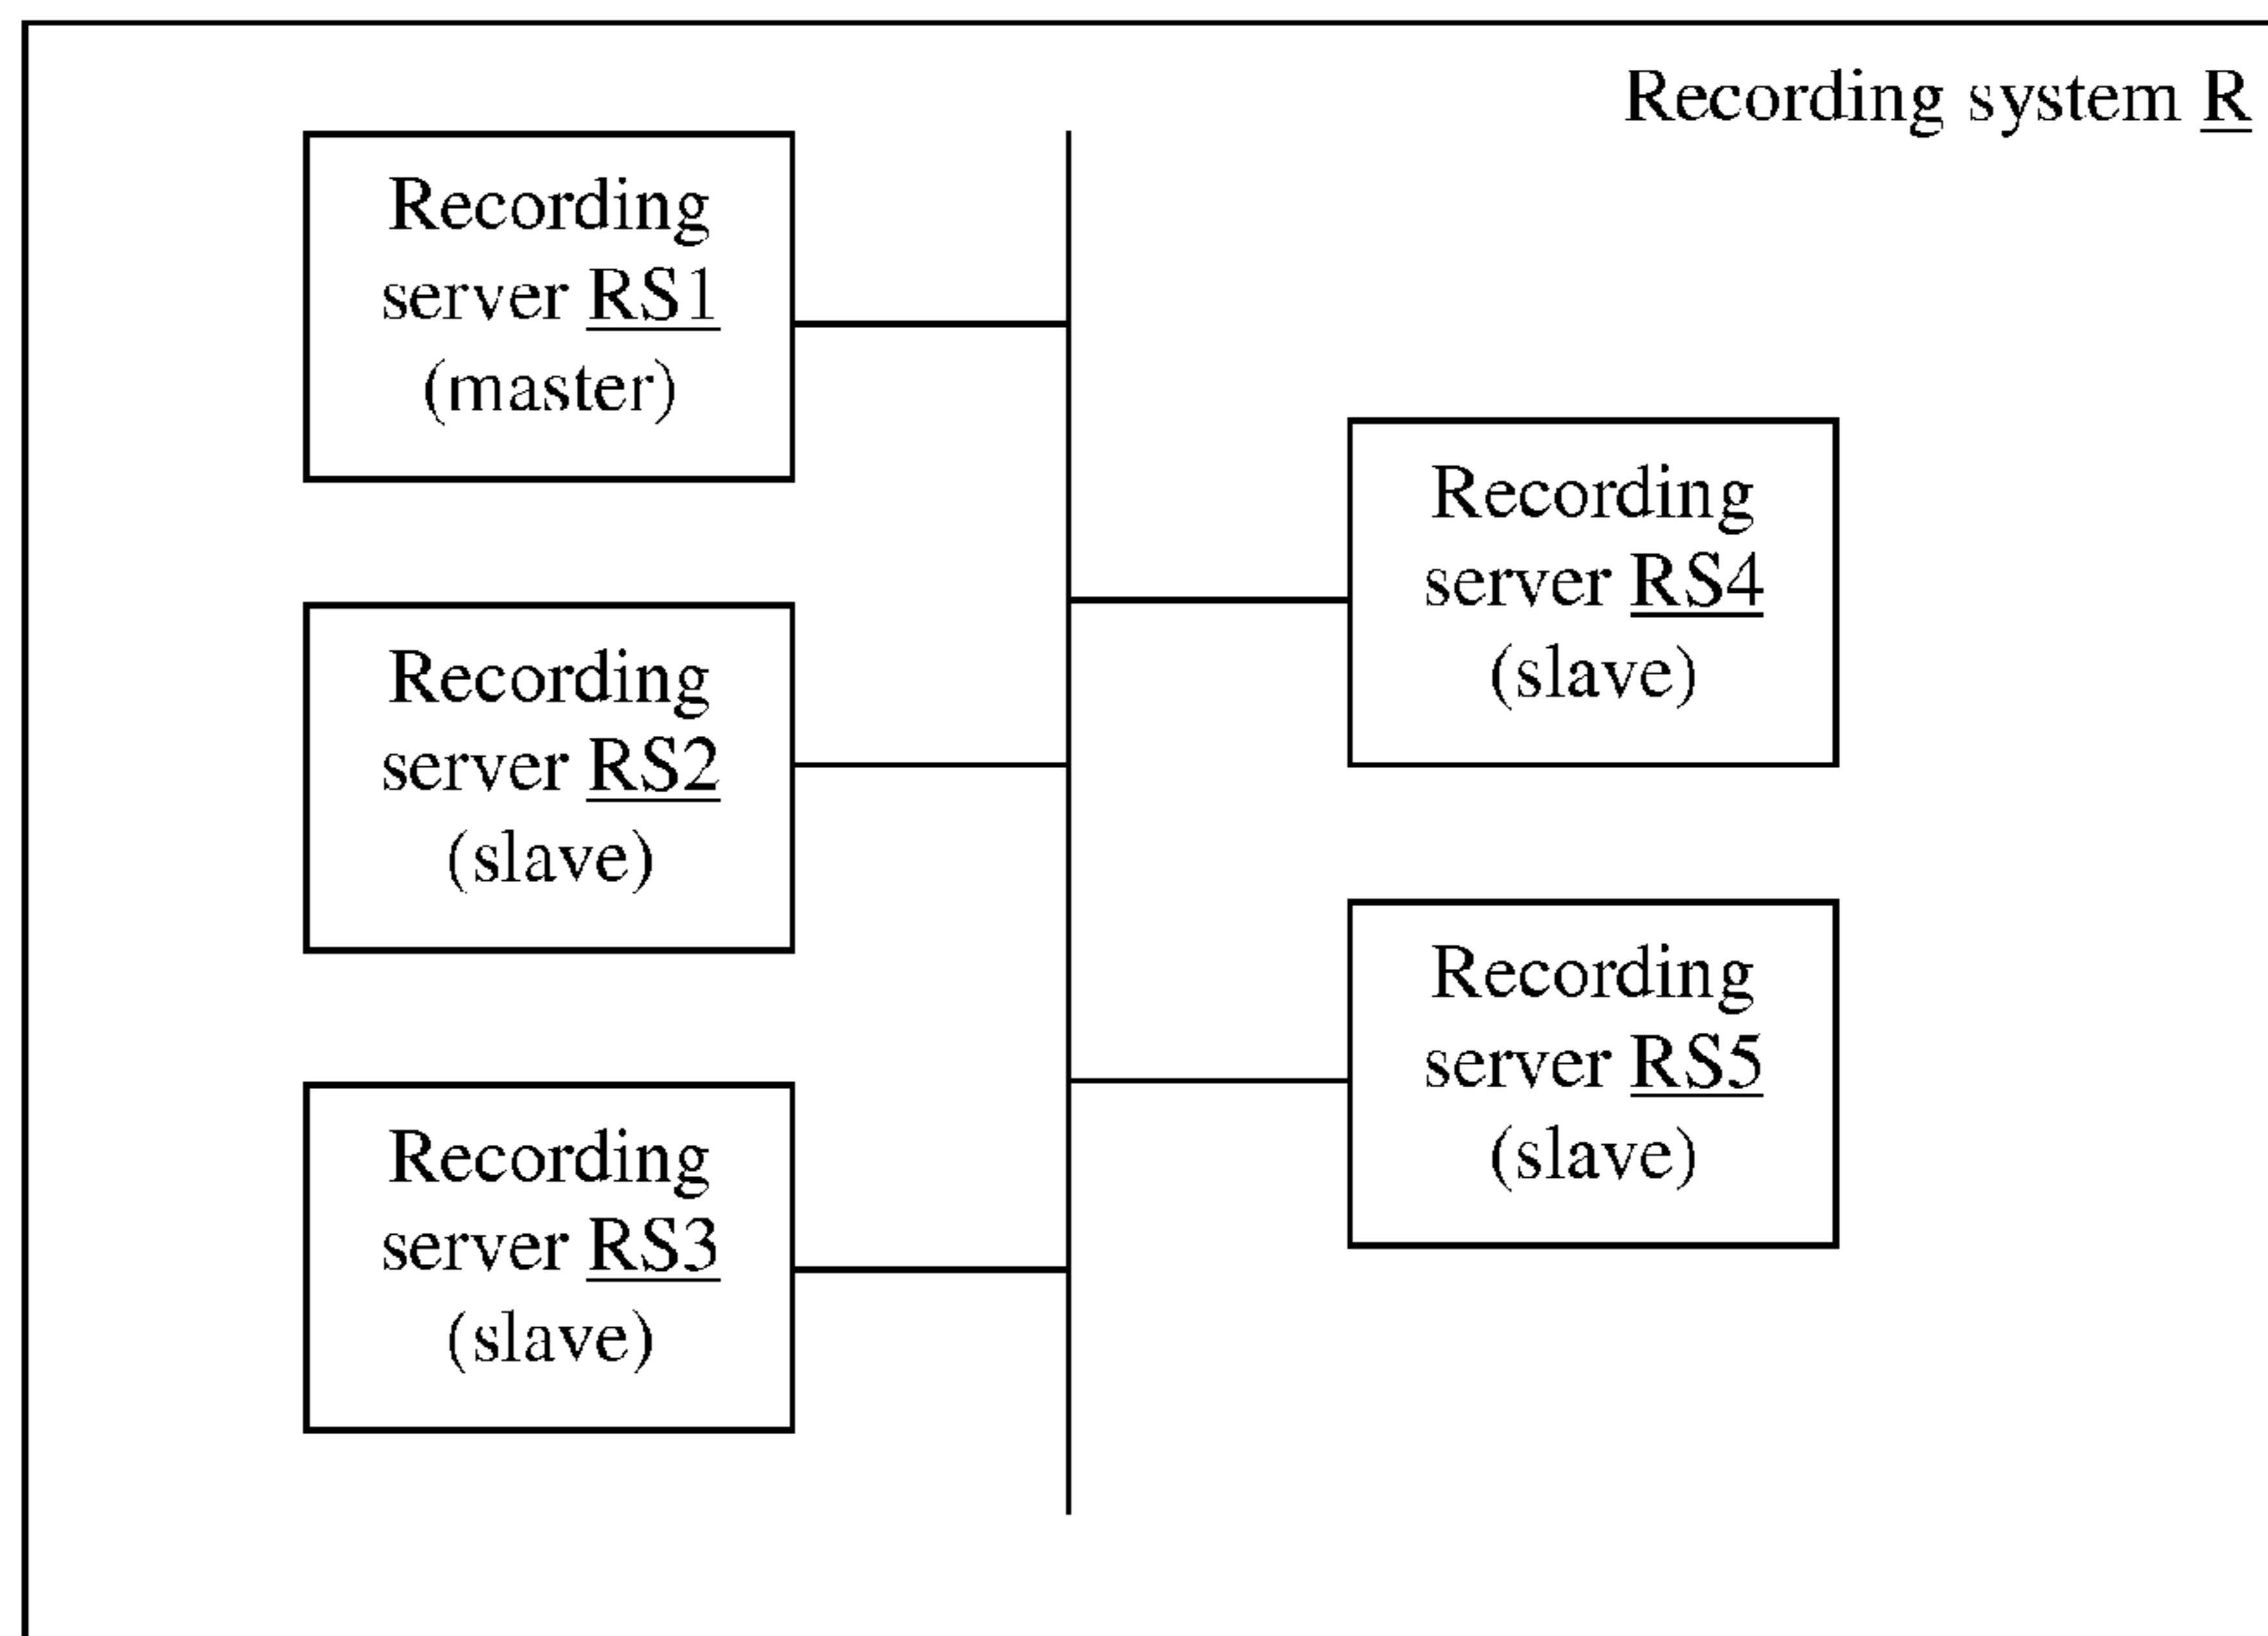 Recording system R
Recording
server RS1
(master)
Recording
server RS2
(slave)
Recording
server RS3
(slave)
Recording
server RS4
(slave)
Recording
server RS5
(slave)